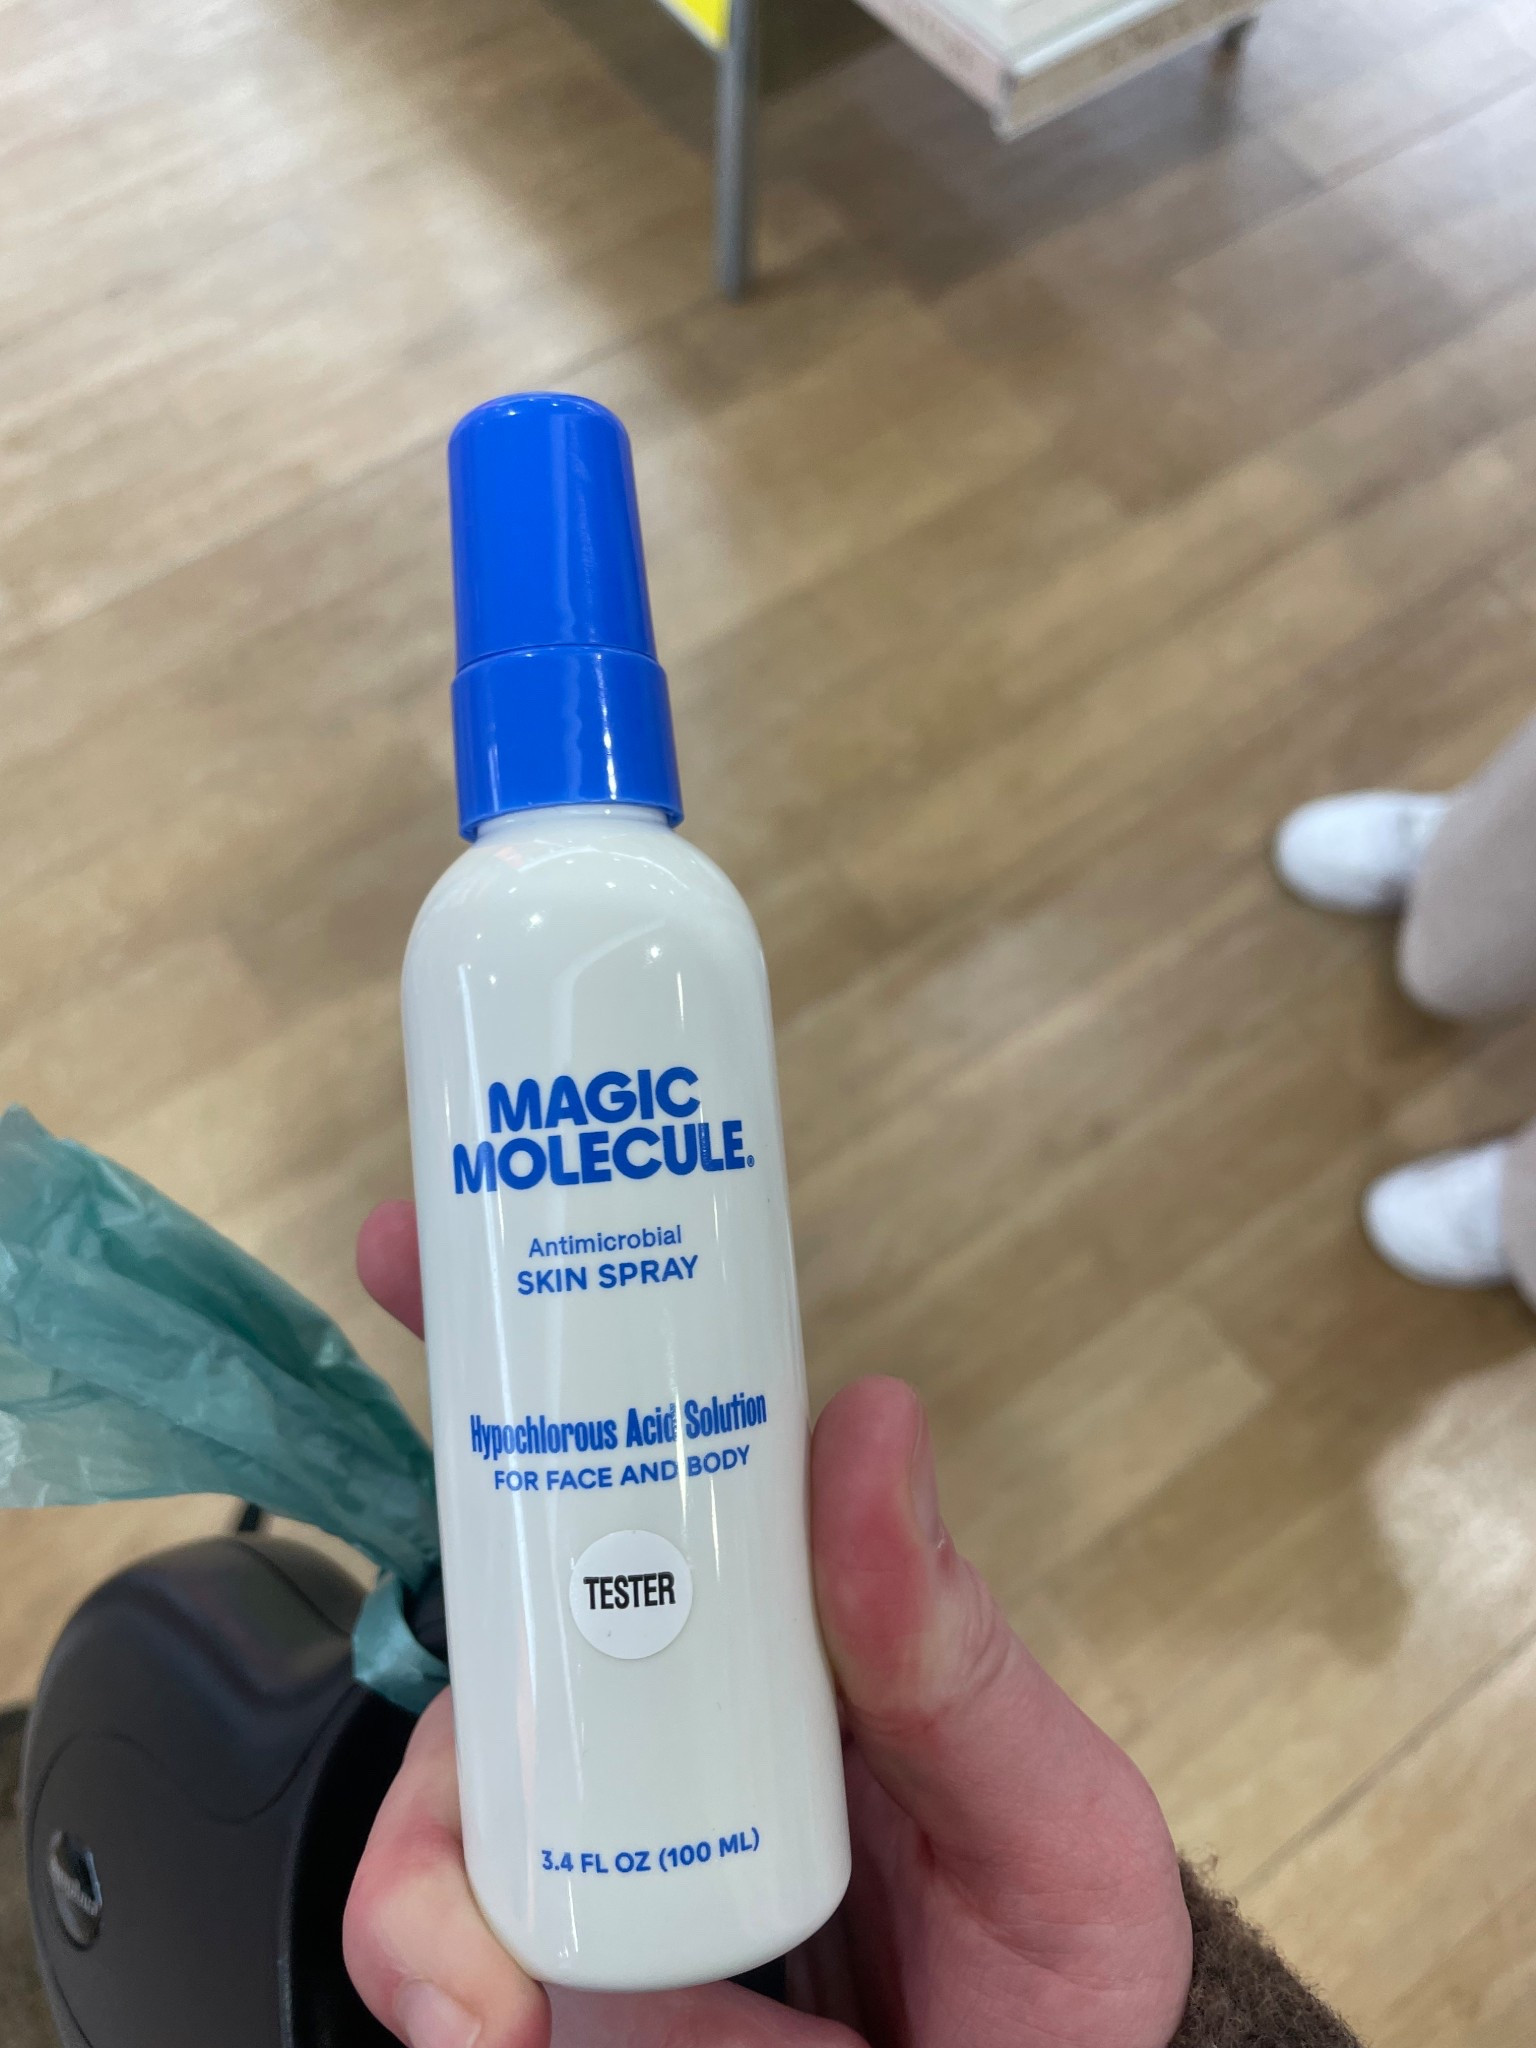 MAGIC
MOLECULE®
Antimicrobial
SKIN SPRAY
Hypochlorous Acid Solution
FOR FACE AND BODY
TESTER
3.4 FL OZ (100 ML)